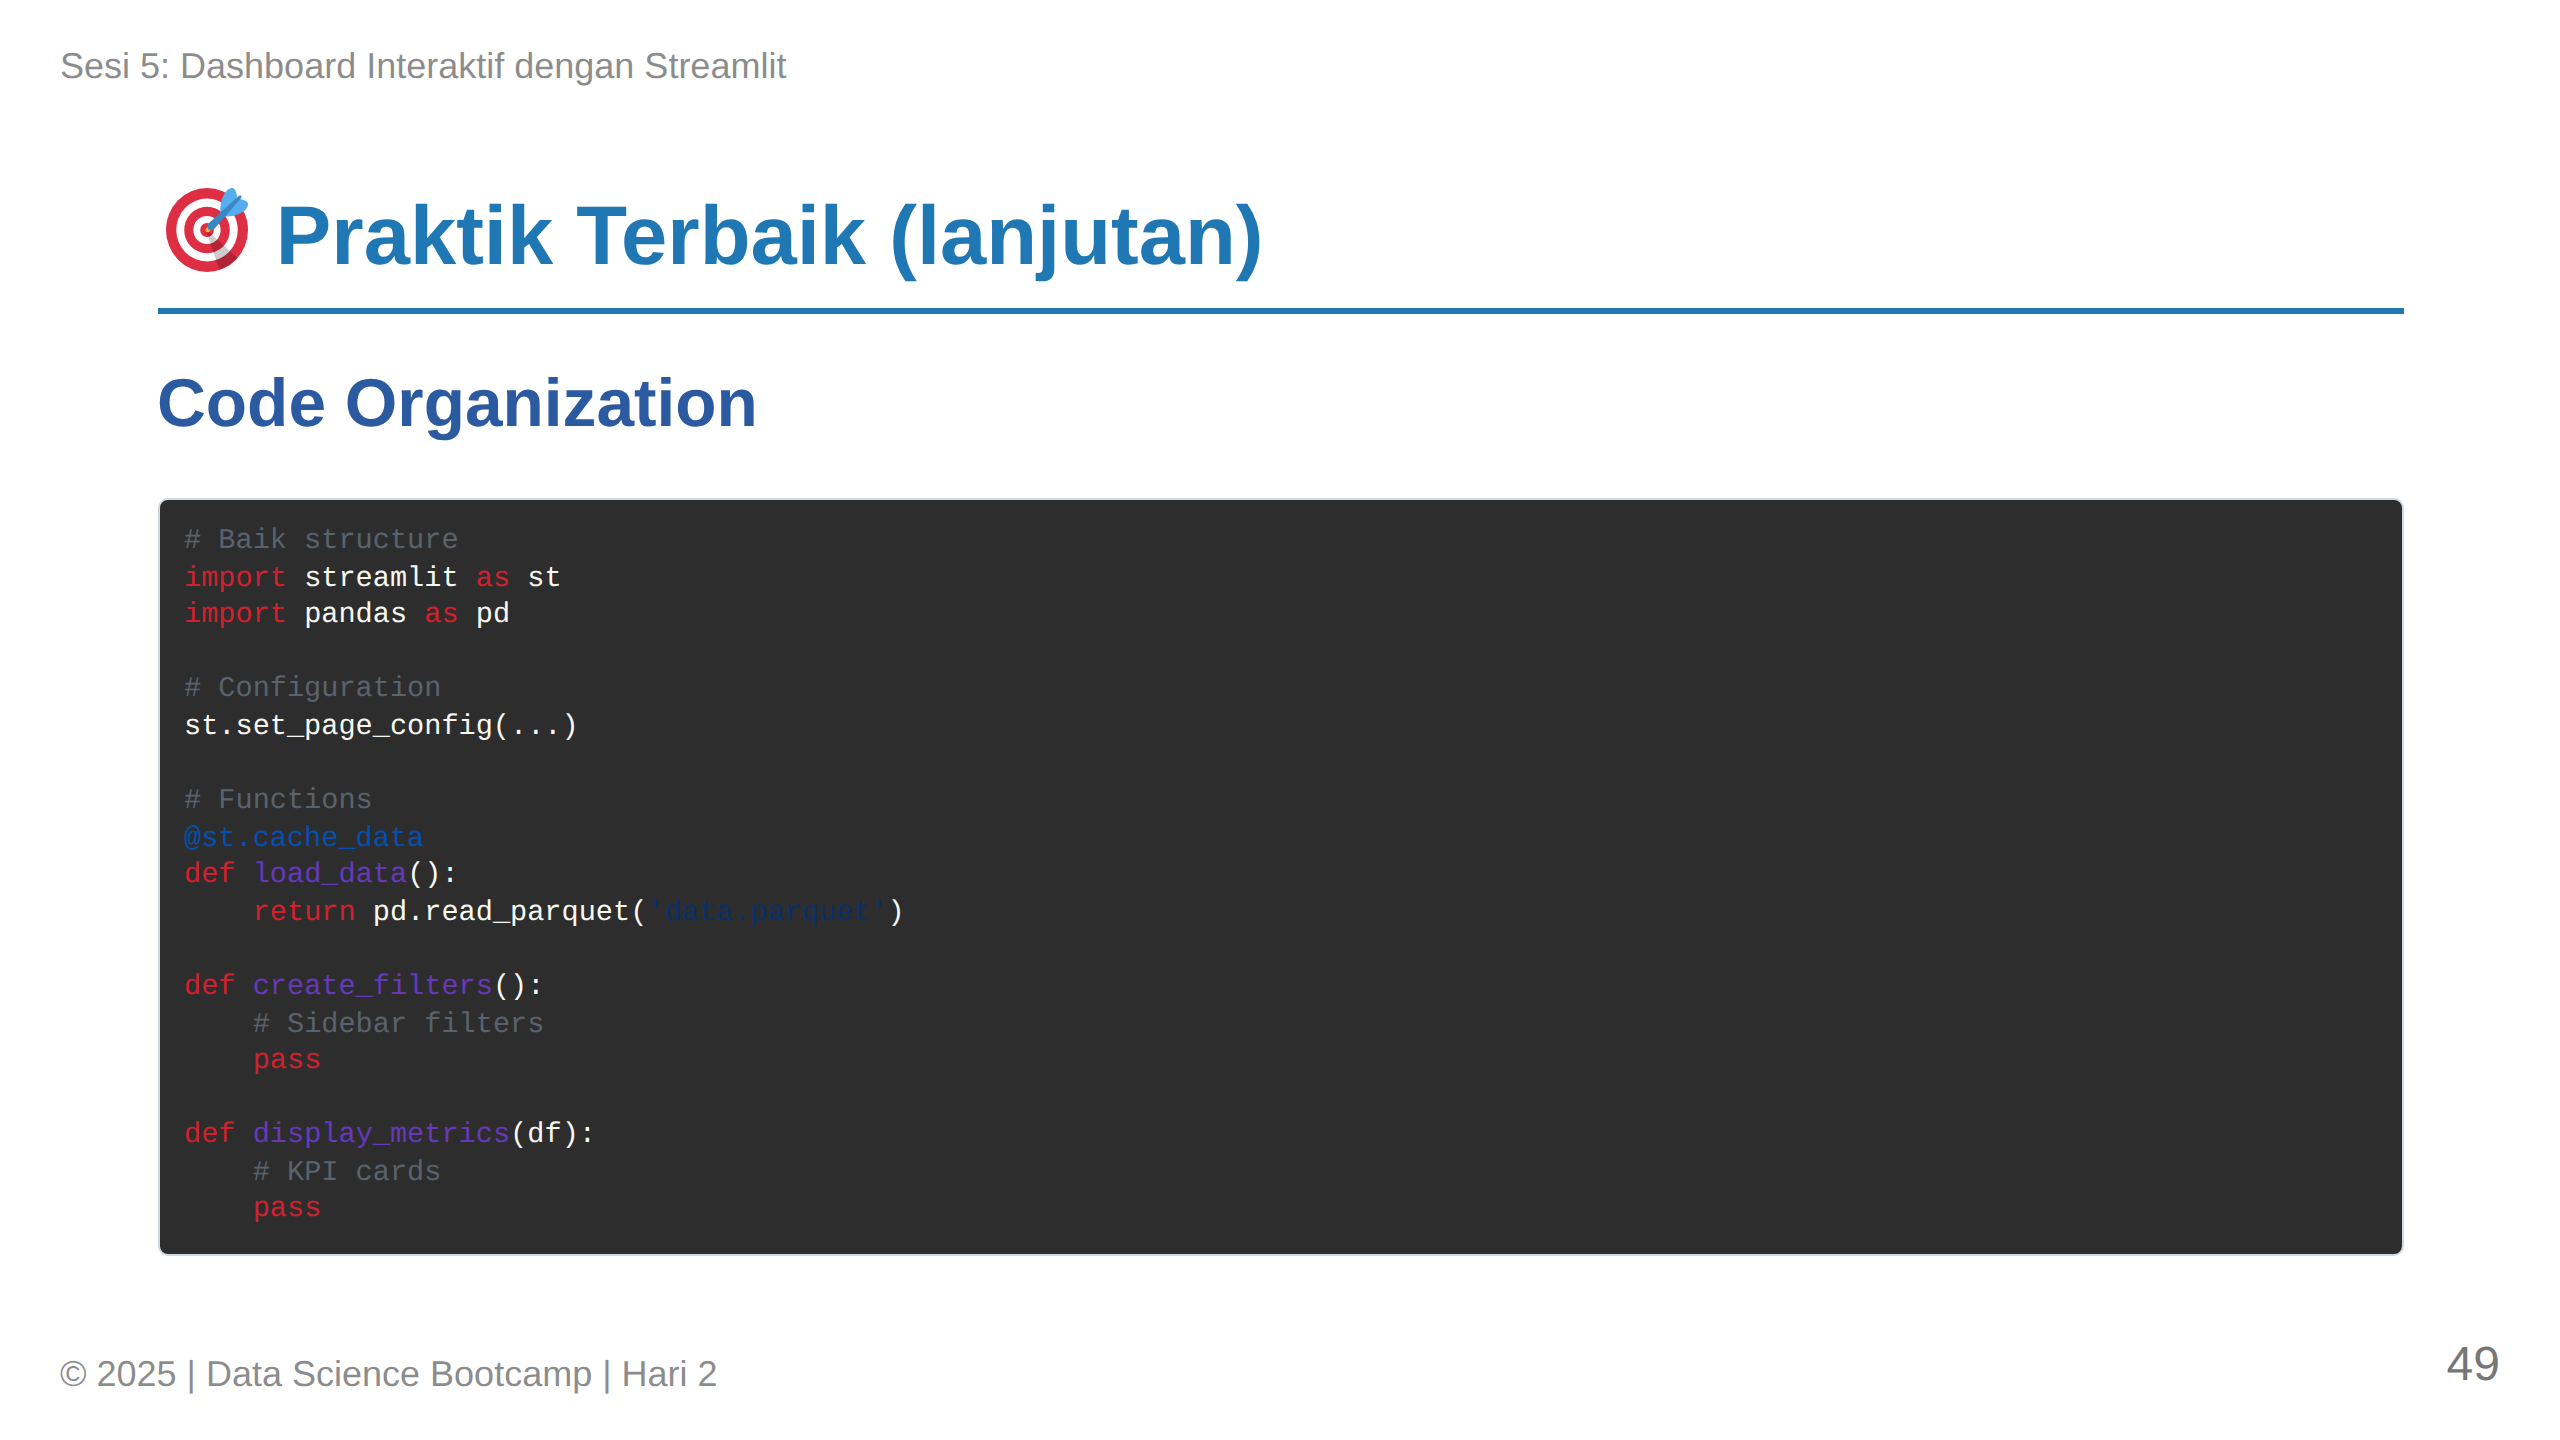 Sesi 5: Dashboard Interaktif dengan Streamlit
Praktik Terbaik (lanjutan)
Code Organization
# Baik structure
import streamlit as st
import pandas as pd
# Configuration
st.set_page_config(...)
# Functions
@st.cache_data
def load_data():
    return pd.read_parquet('data.parquet')
def create_filters():
    # Sidebar filters
    pass
def display_metrics(df):
    # KPI cards
    pass
© 2025 | Data Science Bootcamp | Hari 2
49